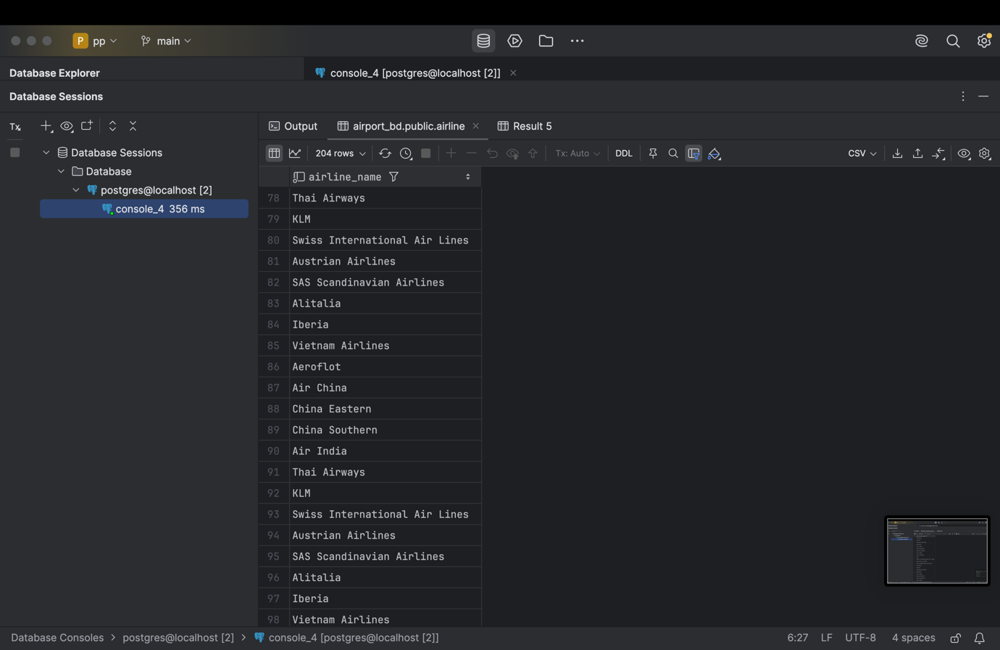 P pp main
Database Explorer
console_4 [postgres@localhost [2]]
Database Sessions
Tx
Output airport_bd.public.airline Result 5
Database Sessions
Database
postgres@localhost [2]
console_4 356 ms
204 rows Tx: Auto DDL CSV
airline_name
78 Thai Airways
79 KLM
80 Swiss International Air Lines
81 Austrian Airlines
82 SAS Scandinavian Airlines
83 Alitalia
84 Iberia
85 Vietnam Airlines
86 Aeroflot
87 Air China
88 China Eastern
89 China Southern
90 Air India
91 Thai Airways
92 KLM
93 Swiss International Air Lines
94 Austrian Airlines
95 SAS Scandinavian Airlines
96 Alitalia
97 Iberia
98 Vietnam Airlines
Database Consoles > postgres@localhost [2] > console_4 [postgres@localhost [2]] 6:27 LF UTF-8 4 spaces